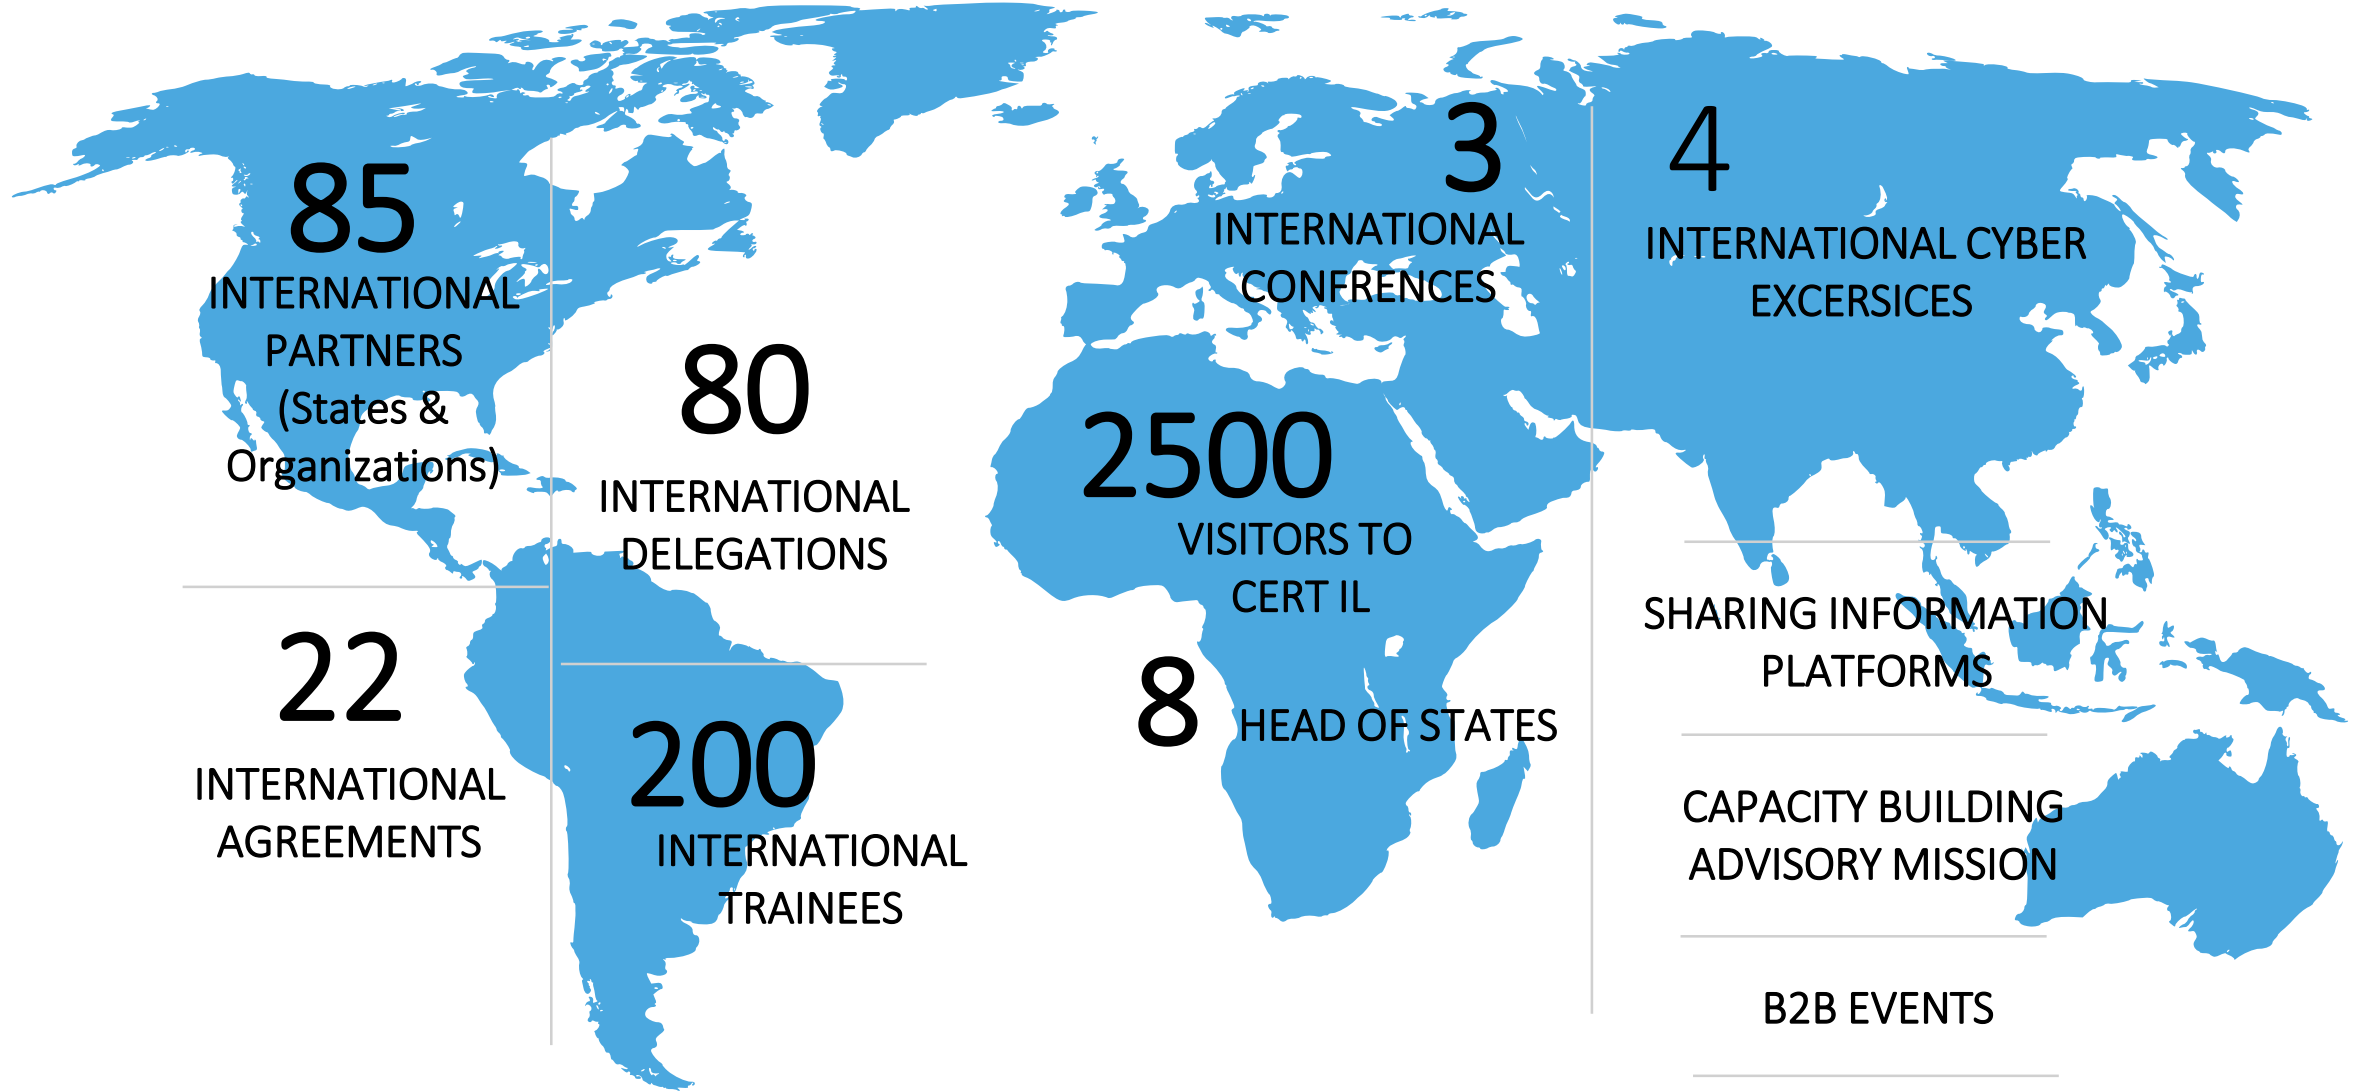 85
INTERNATIONAL
PARTNERS
(States &
Organizations)
22
INTERNATIONAL
AGREEMENTS
80
INTERNATIONAL
DELEGATIONS
200
INTERNATIONAL
TRAINEES
3
INTERNATIONAL
CONFRENCES
2500
VISITORS TO
CERT IL
8 HEAD OF STATES
4
INTERNATIONAL CYBER
EXCERSICES
SHARING INFORMATION
PLATFORMS
CAPACITY BUILDING
ADVISORY MISSION
B2B EVENTS